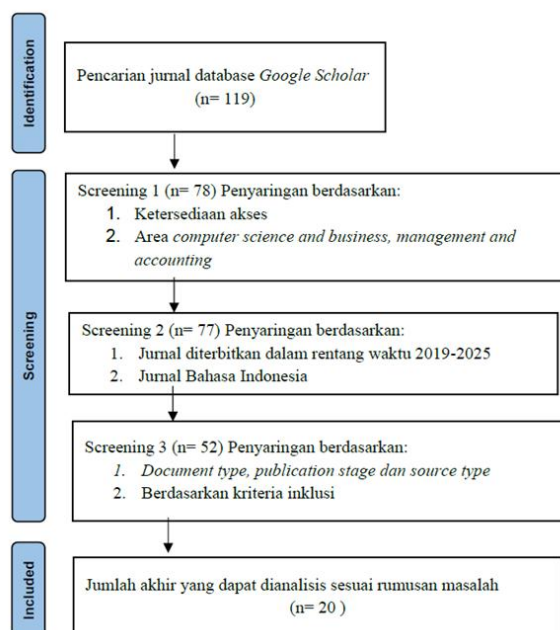 Identification
Pencarian jurnal database Google Scholar
(n= 119)
Screening
Screening 1 (n= 78) Penyaringan berdasarkan:
1. Ketersediaan akses
2. Area computer science and business, management and
accounting
Screening 2 (n= 77) Penyaringan berdasarkan:
1. Jurnal diterbitkan dalam rentang waktu 2019-2025
2. Jurnal Bahasa Indonesia
Screening 3 (n= 52) Penyaringan berdasarkan:
1. Document type, publication stage dan source type
2. Berdasarkan kriteria inklusi
Included
Jumlah akhir yang dapat dianalisis sesuai rumusan masalah
(n= 20 )